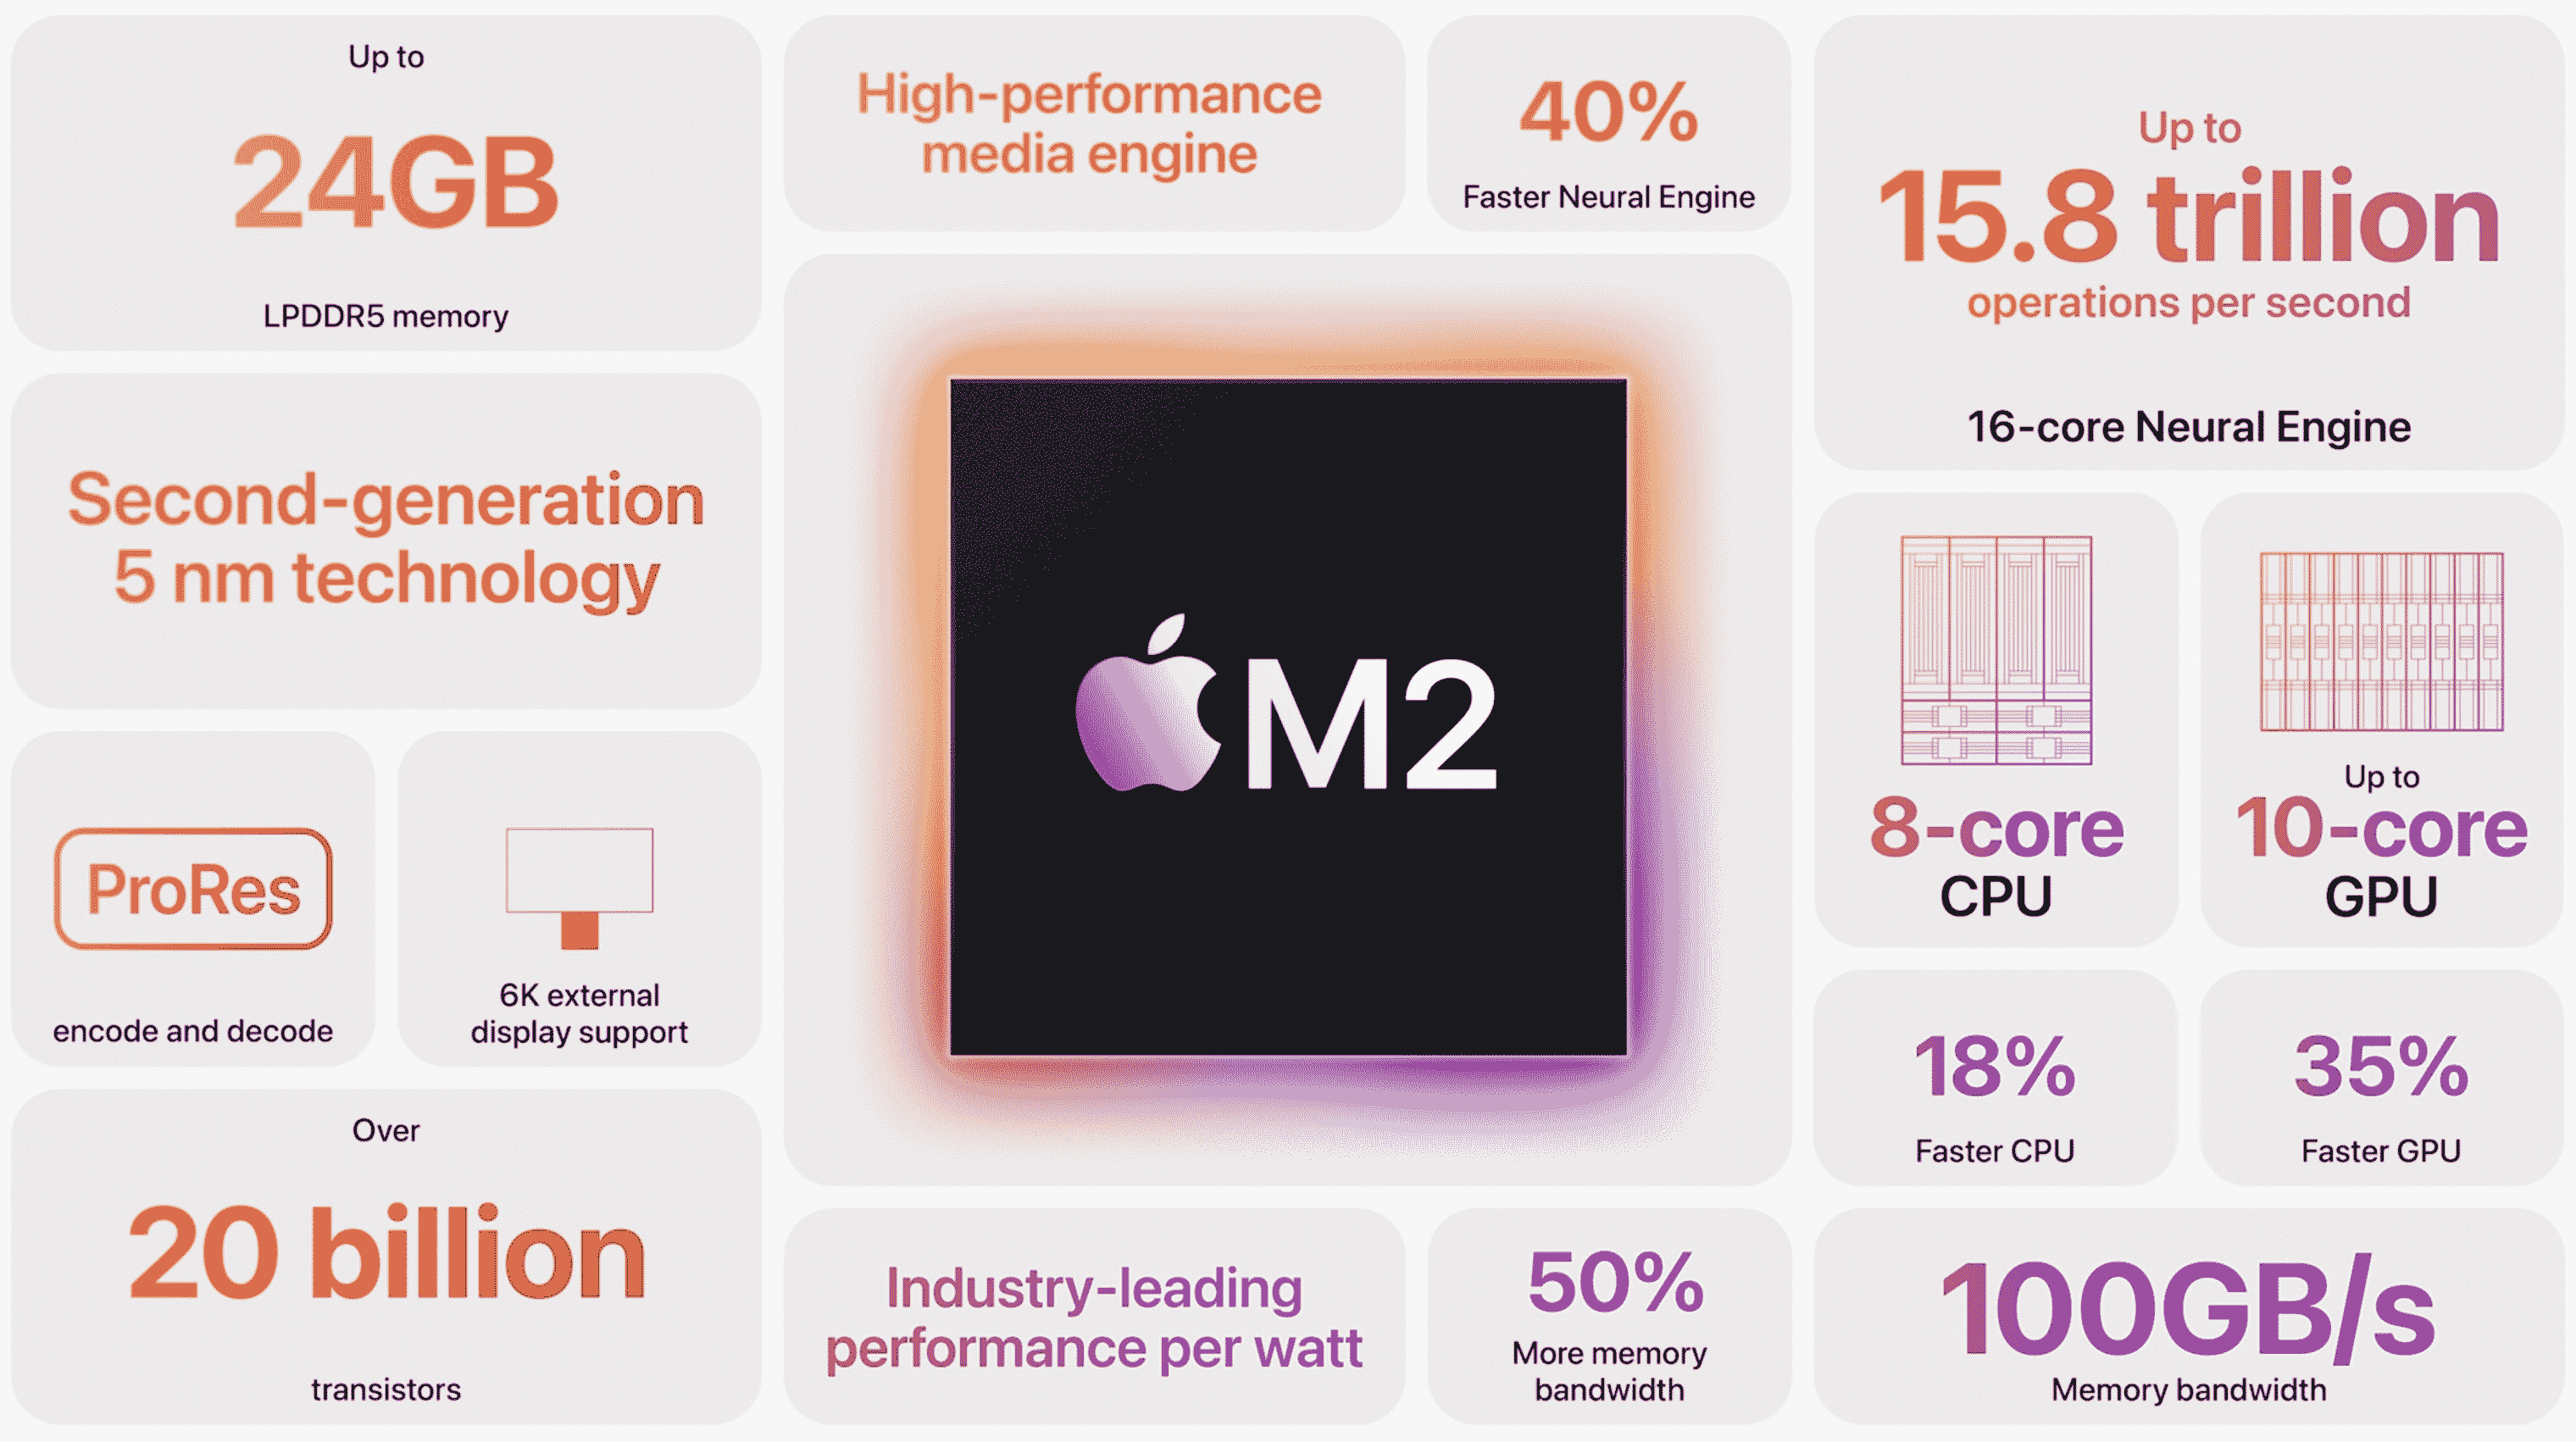 Up to
24GB
LPDDR5 memory
Second-generation
5 nm technology
ProRes
encode and decode
6K external
display support
Over
20 billion
transistors
High-performance
media engine
40%
Faster Neural Engine
M2
Industry-leading
performance per watt
50%
More memory
bandwidth
Up to
15.8 trillion
operations per second
16-core Neural Engine
8-core
CPU
Up to
10-core
GPU
18%
Faster CPU
35%
Faster GPU
100GB/s
Memory bandwidth